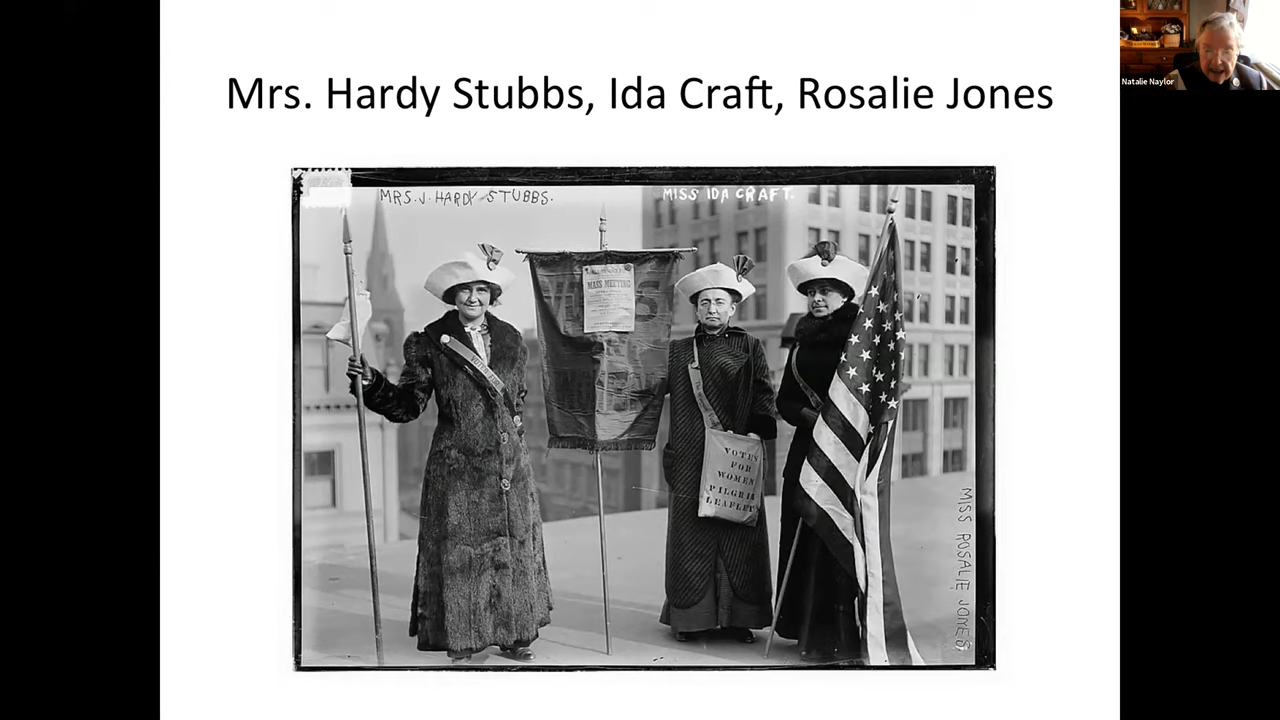 Mrs. Hardy Stubbs, Ida Craft, Rosalie Jones
Natalie Naylor
MRS. J. HARDY STUBBS.
MISS IDA CRAFT.
MASS MEETING
VOTES
FOR
WOMEN
PILGRIM
LEAFLET
MISS ROSALIE JONES